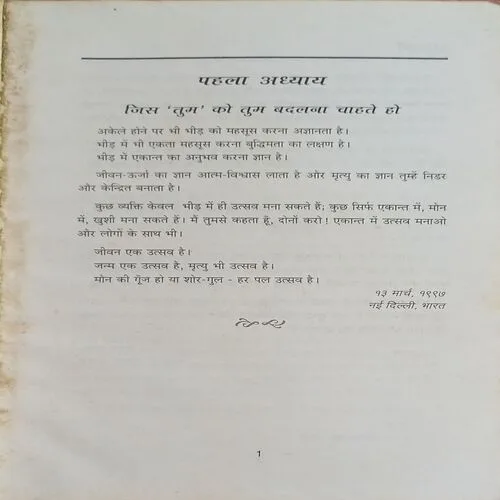 पहला अध्याय
जिस ‘तुम’ को तुम बदलना चाहते हो
अकेले होने पर भी भीड़ को महसूस करना अज्ञानता है।
भीड़ में भी एकता महसूस करना बुद्धिमता का लक्षण है।
भीड़ में एकान्त का अनुभव करना ज्ञान है।
जीवन-ऊर्जा का ज्ञान आत्म-विश्वास लाता है और मृत्यु का ज्ञान तुम्हें निडर
और केन्द्रित बनाता है।
कुछ व्यक्ति केवल भीड़ में ही उत्सव मना सकते हैं; कुछ सिर्फ एकान्त में, मौन
में, खुशी मना सकते हैं। मैं तुमसे कहता हूँ, दोनों करो! एकान्त में उत्सव मनाओ
और लोगों के साथ भी।
जीवन एक उत्सव है।
जन्म एक उत्सव है, मृत्यु भी उत्सव है।
मौन की गूँज हो या शोर-गुल - हर पल उत्सव है।
१३ मार्च, १९९७
नई दिल्ली, भारत
1